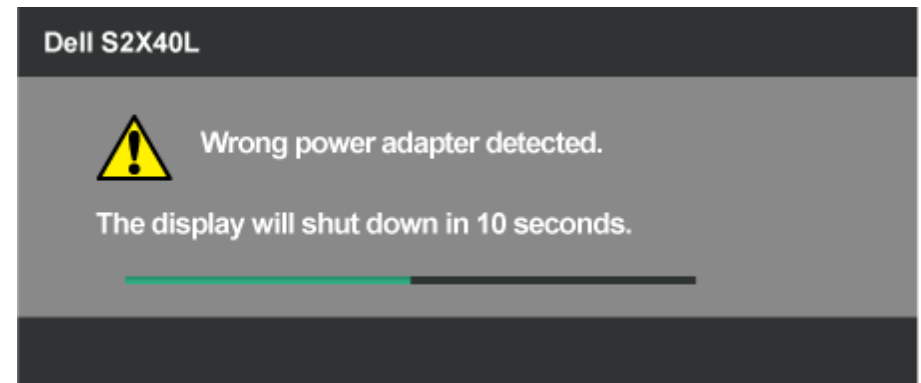 Dell S2X40L
Wrong power adapter detected.
The display will shut down in 10 seconds.